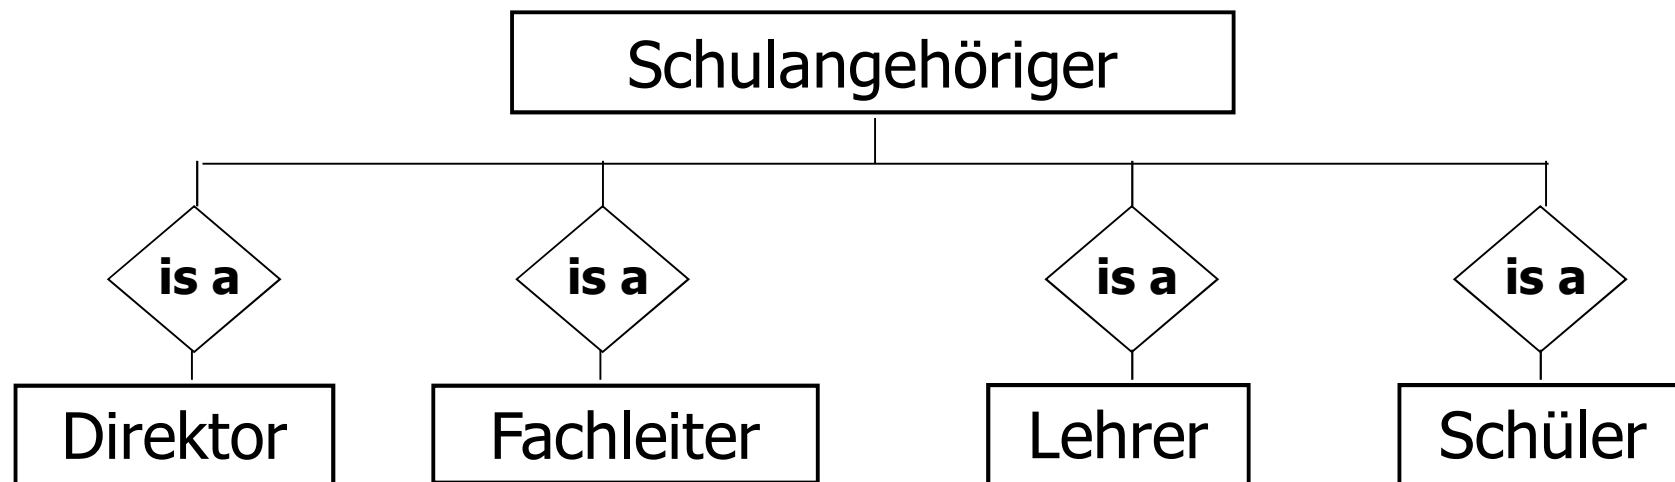 Schulangehöriger
is a is a is a is a
Direktor Fachleiter Lehrer Schüler